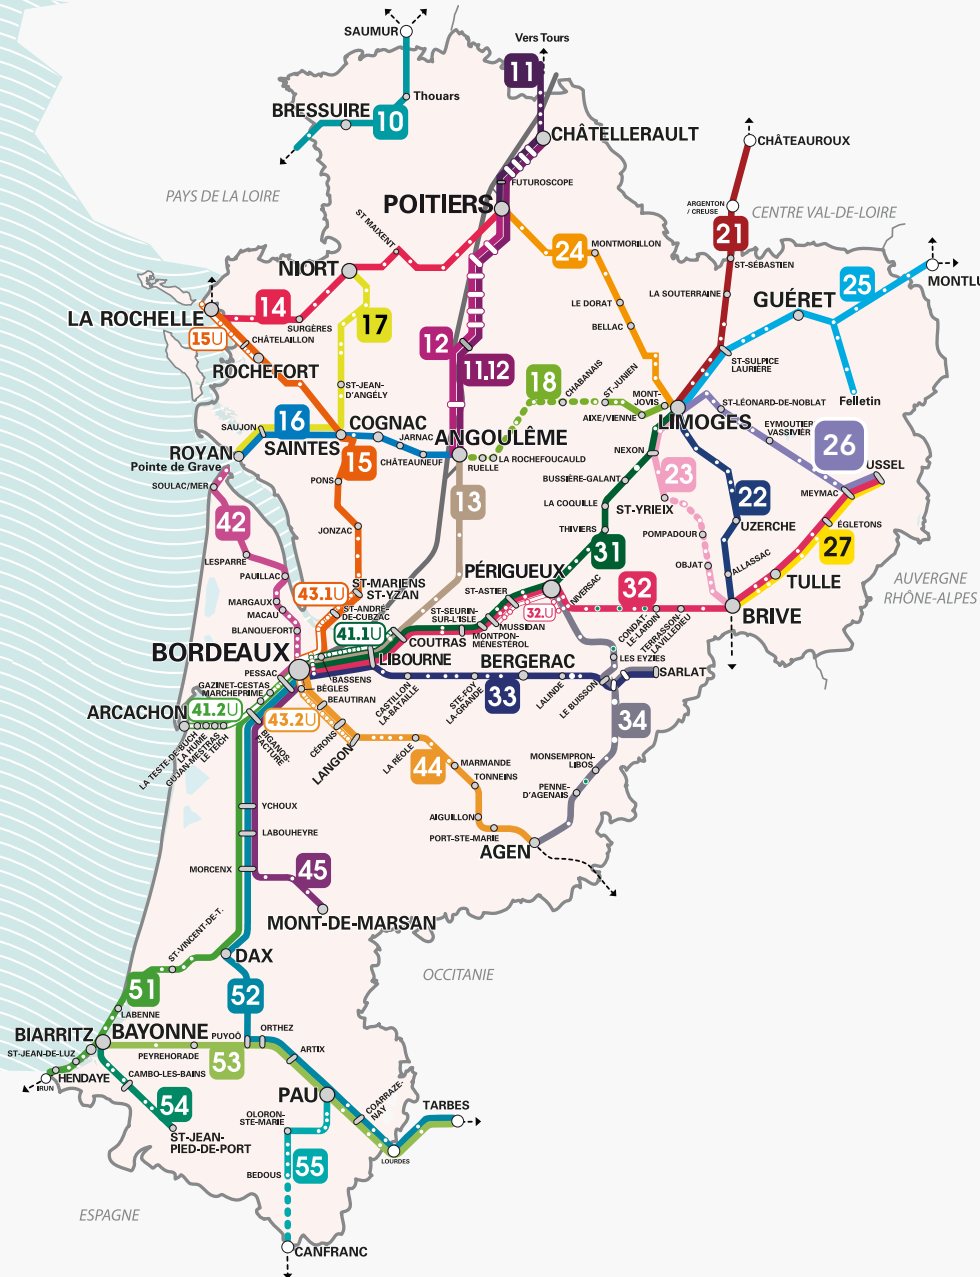 SAUMUR
Vers Tours
11
Thouars
BRESSUIRE
10
CHÂTELLERAULT
CHÂTEAUROUX
PAYS DE LA LOIRE
FUTUROSCOPE
POITIERS
ARGENTON
/ CREUSE
CENTRE VAL-DE-LOIRE
ST MAIXENT
24
MONTMORILLON
21
ST-SÉBASTIEN
NIORT
25
MONTLU
LE DORAT
LA SOUTERRAINE
GUÉRET
14
LA ROCHELLE
SURGÈRES
17
BELLAC
15U
CHÂTELAILLON
12
11.12
ROCHEFORT
ST-SULPICE
LAURIÈRE
18
CHABANAIS
ST-JUNIEN
ST-JEAN-
D'ANGÉLY
MONT-
JOVIS
Felletin
ST-LÉONARD-DE-NOBLAT
AIXE/VIENNE
LIMOGES
SAUJON
16
COGNAC
JARNAC
ANGOULÊME
EYMOUTIER
VASSIVIÈR
26
ROYAN
SAINTES
CHÂTEAUNEUF
LA ROCHEFOUCAULD
RUELLE
NEXON
Pointe de Grave
15
USSEL
SOULAC/MER
PONS
13
BUSSIÈRE-GALANT
23
MEYMAC
22
LA COQUILLE
ST-YRIEIX
42
JONZAC
THIVIERS
UZERCHE
ÉGLETONS
POMPADOUR
31
27
LESPARRE
OBJAT
ALLASSAC
PAUILLAC
PÉRIGUEUX
TULLE
AUVERGNE
RHÔNE-ALPES
ST-MARIENS
ST-YZAN
43.1U
ST-ASTIER
NIVERSAC
MARGAUX
MACAU
ST-ANDRÉ-
DE-CUBZAC
ST-SEURIN-
SUR-L'ISLE
32.U
32
BRIVE
BLANQUEFORT
41.1U
MUSSIDAN
MONTPON-
MÉNESTÉROL
CONDAT-
LE-LARDIN
TERRASSON-
LAVILLEDIEU
COUTRAS
BORDEAUX
LIBOURNE
BERGERAC
LES EYZIES
PESSAC
BASSENS
SARLAT
GAZINET-CESTAS
MARCHEPRIME
BÈGLES
BEAUTIRAN
CASTILLON
LA-BATAILLE
STE-FOY
LA-GRANDE
33
LALINDE
LE BUISSON
ARCACHON
41.2U
43.2U
34
LA TESTE-DE-BUCH
LA HUME
GUJAN-MESTRAS
LE TEICH
BIGANOS-
FACTURE
CÉRONS
LANGON
LA RÉOLE
44
MARMANDE
MONSEMPRON-
LIBOS
TONNEINS
PENNE-
D'AGENAIS
YCHOUX
AIGUILLON
LABOUHEYRE
PORT-STE-MARIE
AGEN
MORCENX
45
MONT-DE-MARSAN
ST-VINCENT-DE-T.
DAX
OCCITANIE
51
52
LABENNE
BIARRITZ
BAYONNE
PUYOÔ
ORTHEZ
ST-JEAN-DE-LUZ
PEYREHORADE
53
ARTIX
HENDAYE
IRUN
CAMBO-LES-BAINS
PAU
54
COARRAZE-
NAY
TARBES
OLORON-
STE-MARIE
ST-JEAN-
PIED-DE-PORT
LOURDES
BEDOUS
55
ESPAGNE
CANFRANC